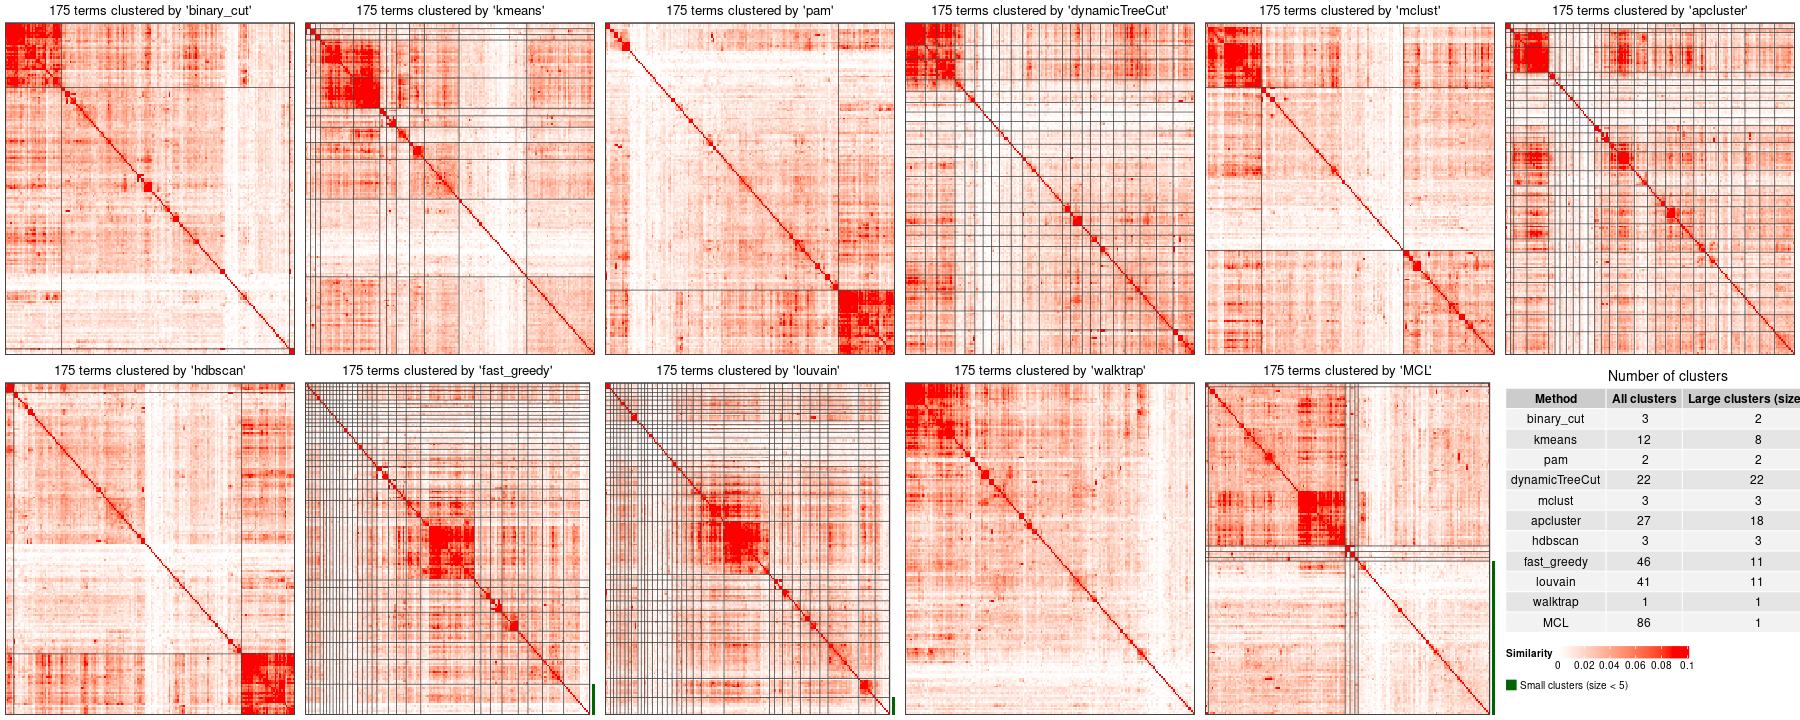 175 terms clustered by 'binary_cut'
175 terms clustered by 'kmeans'
175 terms clustered by 'pam'
175 terms clustered by 'dynamicTreeCut'
175 terms clustered by 'mclust'
175 terms clustered by 'apcluster'
175 terms clustered by 'hdbscan'
175 terms clustered by 'fast_greedy'
175 terms clustered by 'louvain'
175 terms clustered by 'walktrap'
175 terms clustered by 'MCL'
Number of clusters
Method All clusters Large clusters (size
binary_cut 3 2
kmeans 12 8
pam 2 2
dynamicTreeCut 22 22
mclust 3 3
apcluster 27 18
hdbscan 3 3
fast_greedy 46 11
louvain 41 11
walktrap 1 1
MCL 86 1
Similarity
0 0.02 0.04 0.06 0.08 0.1
Small clusters (size < 5)